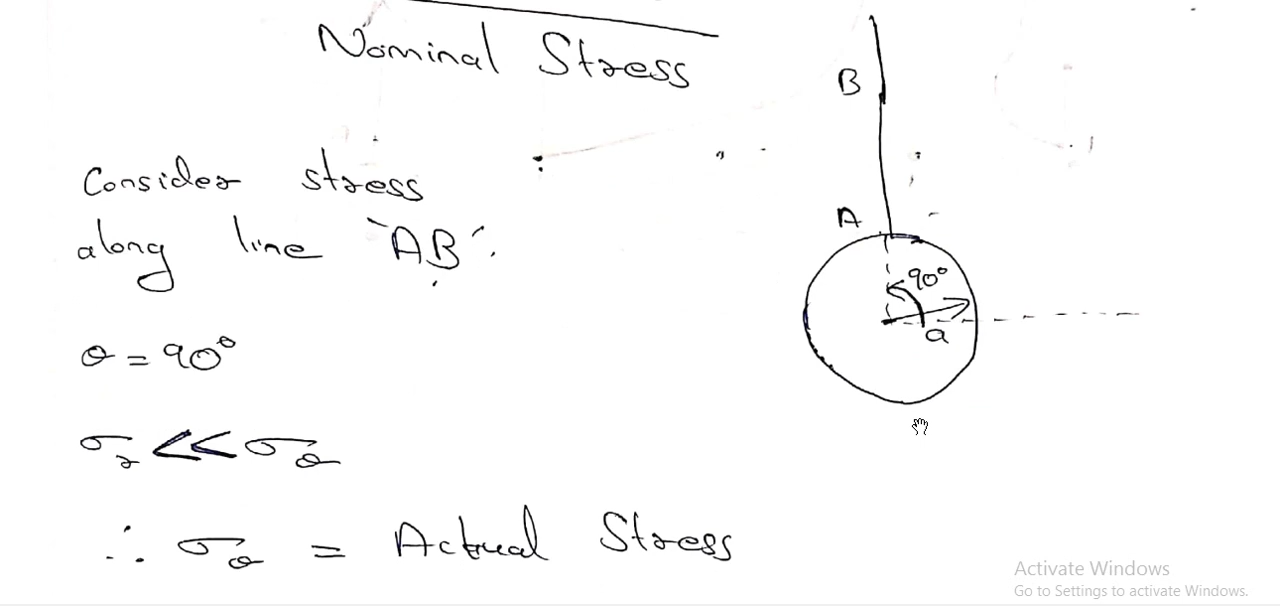 Nominal Stress
B
Consider stress
along line "AB".
A
90°
a
θ = 90°
σr << σθ
∴ σθ = Actual Stress
Activate Windows
Go to Settings to activate Windows.